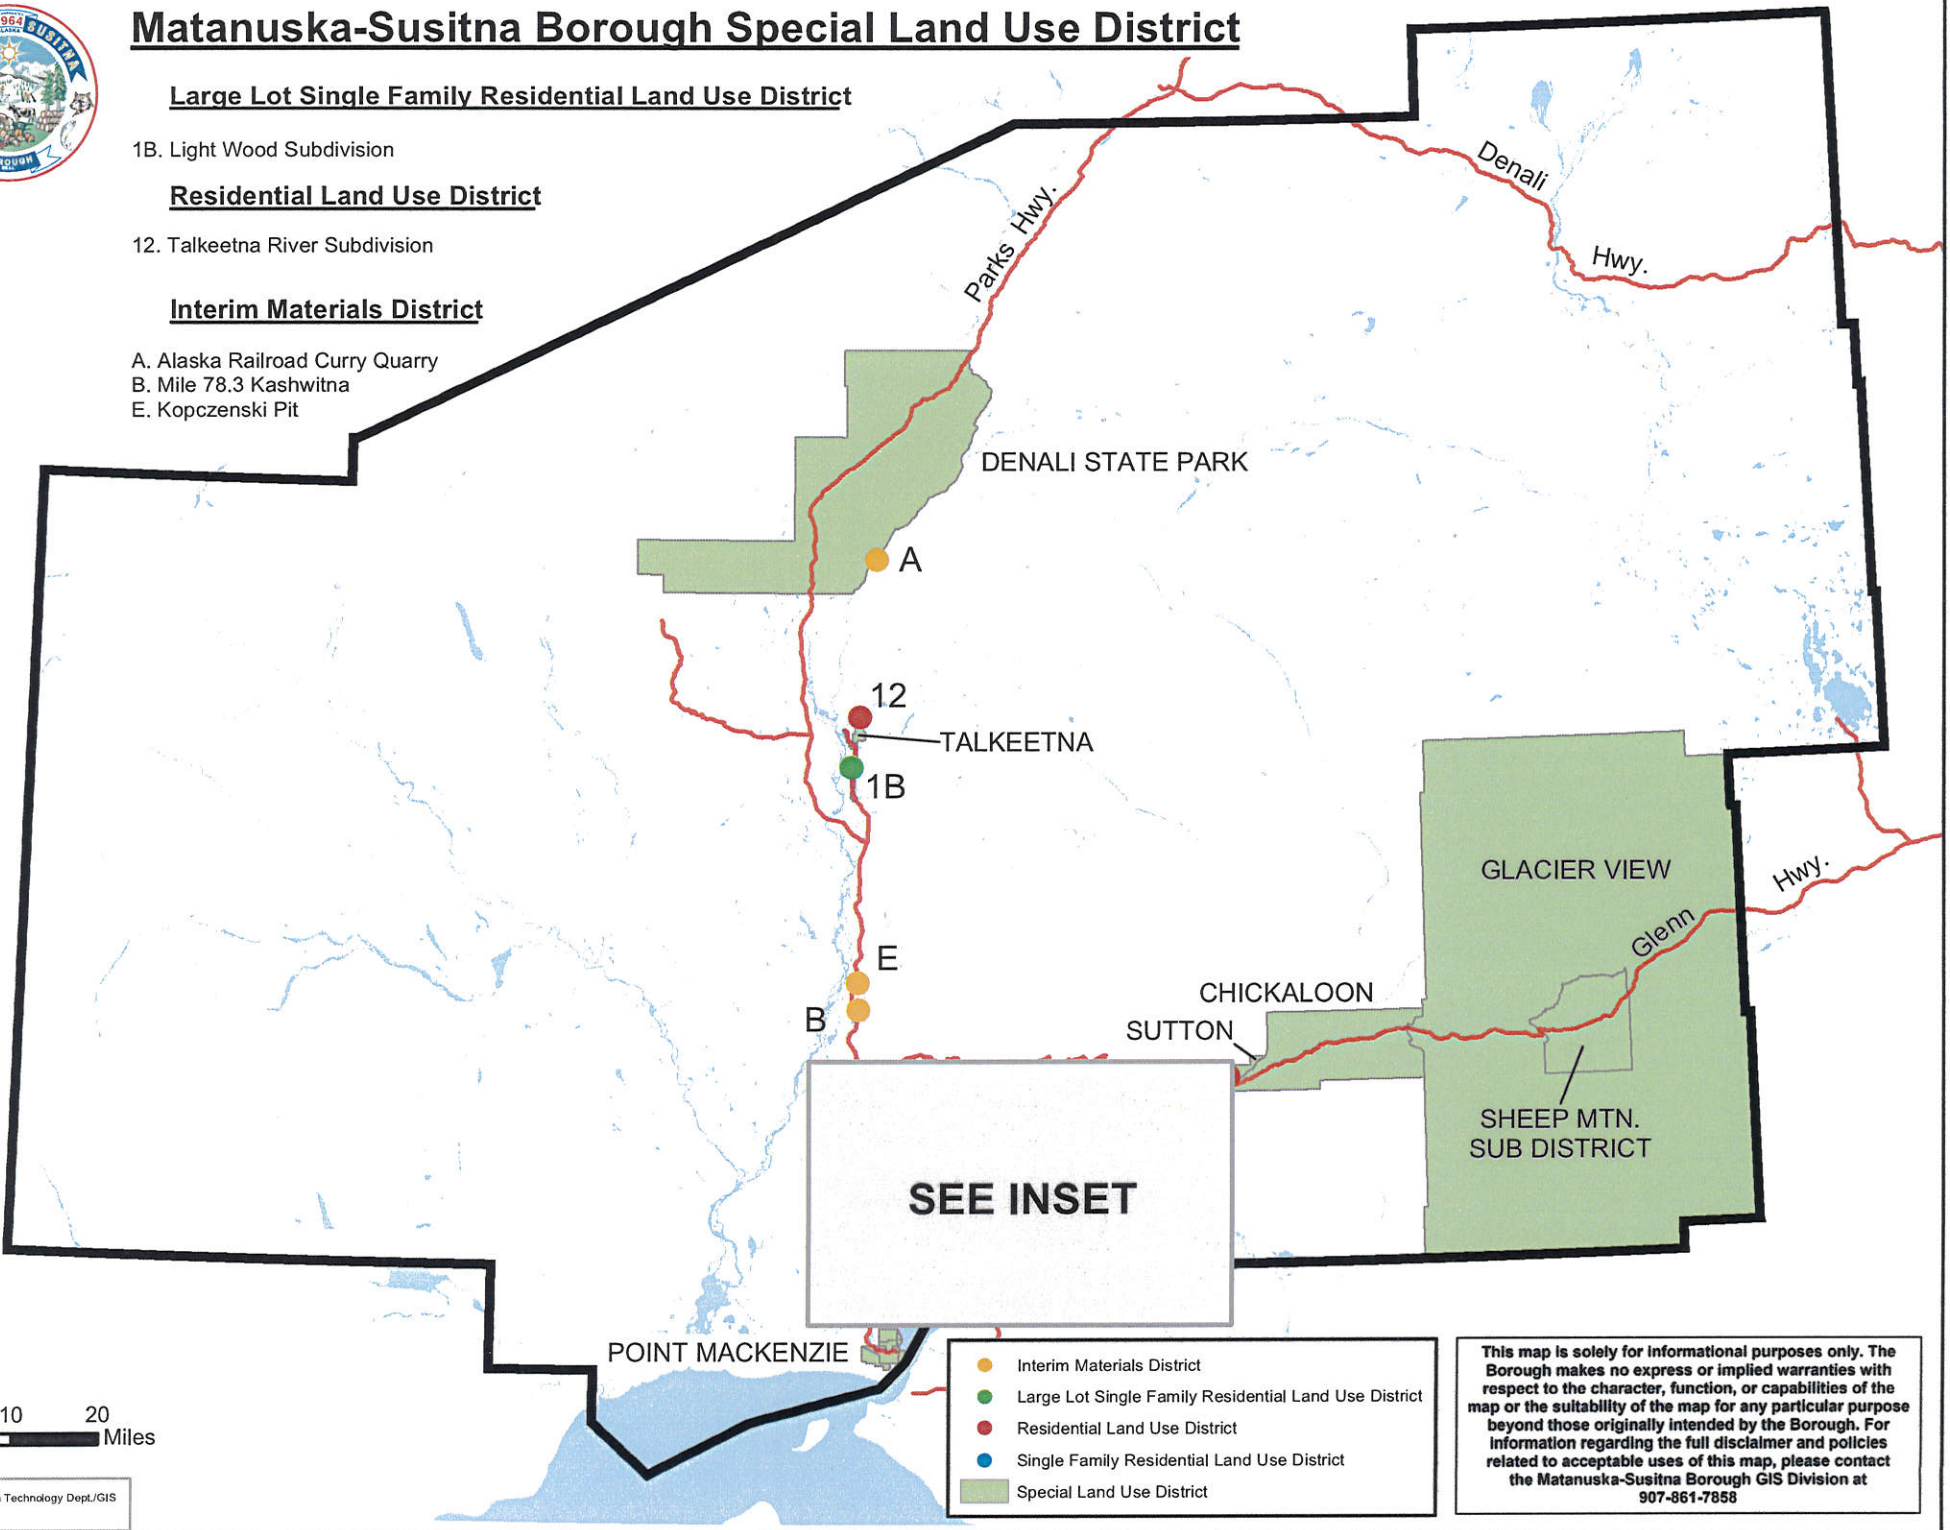 1964
ALASKA
SUSITNA
BOROUGH
SEAL
Matanuska-Susitna Borough Special Land Use District
Large Lot Single Family Residential Land Use District
1B. Light Wood Subdivision
Residential Land Use District
12. Talkeetna River Subdivision
Interim Materials District
A. Alaska Railroad Curry Quarry
B. Mile 78.3 Kashwitna
E. Kopczenski Pit
Parks Hwy.
Denali
Hwy.
DENALI STATE PARK
A
12
TALKEETNA
1B
GLACIER VIEW
Glenn
Hwy.
E
B
CHICKALOON
SUTTON
SHEEP MTN.
SUB DISTRICT
SEE INSET
POINT MACKENZIE
10 20
Miles
Technology Dept./GIS
Interim Materials District
Large Lot Single Family Residential Land Use District
Residential Land Use District
Single Family Residential Land Use District
Special Land Use District
This map is solely for informational purposes only. The
Borough makes no express or implied warranties with
respect to the character, function, or capabilities of the
map or the suitability of the map for any particular purpose
beyond those originally intended by the Borough. For
information regarding the full disclaimer and policies
related to acceptable uses of this map, please contact
the Matanuska-Susitna Borough GIS Division at
907-861-7858